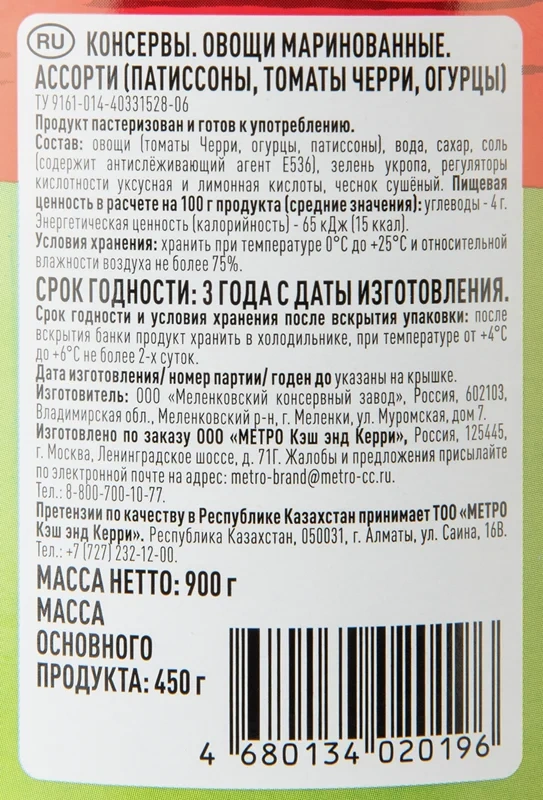 RU КОНСЕРВЫ. ОВОЩИ МАРИНОВАННЫЕ.
АССОРТИ (ПАТИССОНЫ, ТОМАТЫ ЧЕРРИ, ОГУРЦЫ)
ТУ 9161-014-40331528-06
Продукт пастеризован и готов к употреблению.
Состав: овощи (томаты Черри, огурцы, патиссоны), вода, сахар, соль
(содержит антислёживающий агент Е536), зелень укропа, регуляторы
кислотности уксусная и лимонная кислоты, чеснок сушёный. Пищевая
ценность в расчете на 100 г продукта (средние значения): углеводы - 4 г.
Энергетическая ценность (калорийность) - 65 кДж (15 ккал).
Условия хранения: хранить при температуре 0°С до +25°С и относительной
влажности воздуха не более 75%.
СРОК ГОДНОСТИ: 3 ГОДА С ДАТЫ ИЗГОТОВЛЕНИЯ.
Срок годности и условия хранения после вскрытия упаковки: после
вскрытия банки продукт хранить в холодильнике, при температуре от +4°С
до +6°С не более 2-х суток.
Дата изготовления/ номер партии/ годен до указаны на крышке.
Изготовитель: ООО «Меленковский консервный завод», Россия, 602103,
Владимирская обл., Меленковский р-н, г. Меленки, ул. Муромская, дом 7.
Изготовлено по заказу ООО «МЕТРО Кэш энд Керри», Россия, 125445,
г. Москва, Ленинградское шоссе, д. 71Г. Жалобы и предложения присылайте
по электронной почте на адрес: metro-brand@metro-cc.ru.
Тел.: 8-800-700-10-77.
Претензии по качеству в Республике Казахстан принимает ТОО «МЕТРО
Кэш энд Керри». Республика Казахстан, 050031, г. Алматы, ул. Саина, 16В.
Тел.: +7 (727) 232-12-00.
МАССА НЕТТО: 900 г
МАССА
ОСНОВНОГО
ПРОДУКТА: 450 г
4 680134 020196